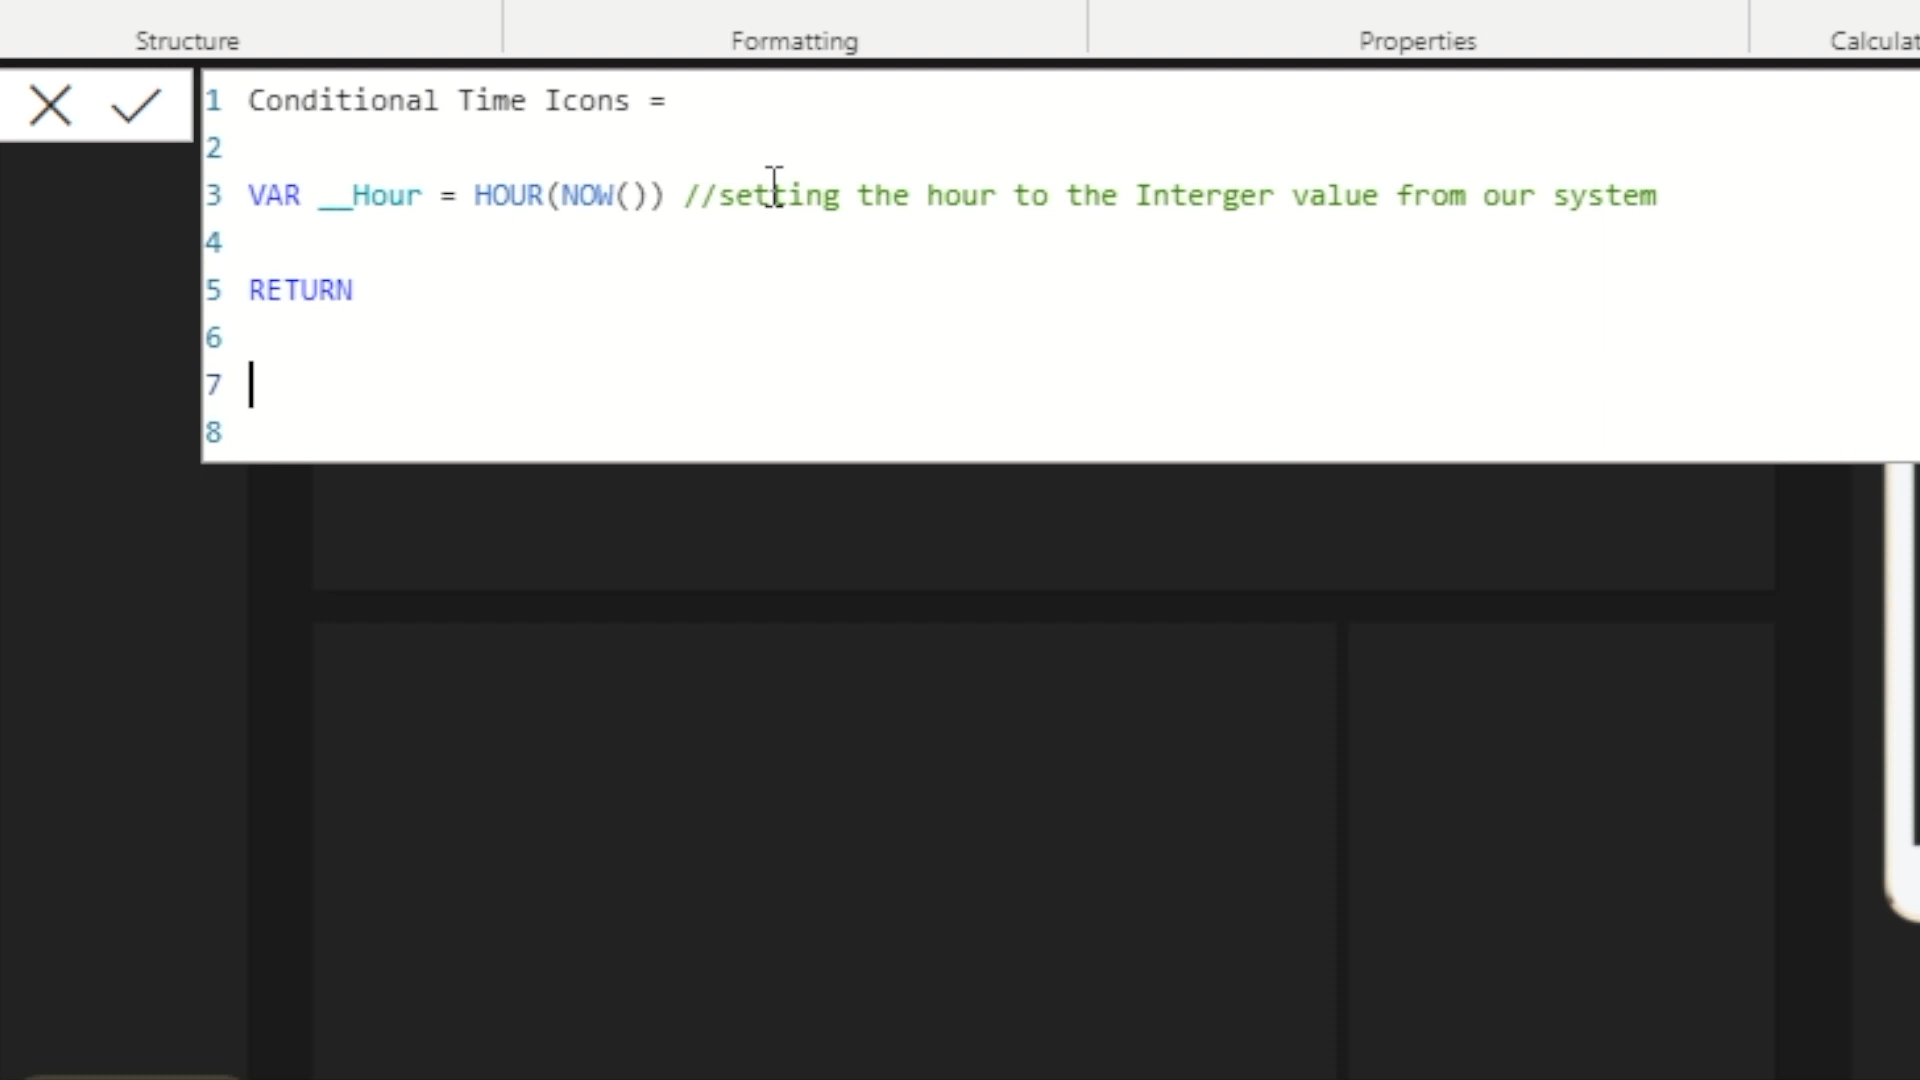 Structure
Formatting
Properties
Calculat
1 Conditional Time Icons =
2
3 VAR __Hour = HOUR(NOW()) //setting the hour to the Interger value from our system
4
5 RETURN
6
7
8